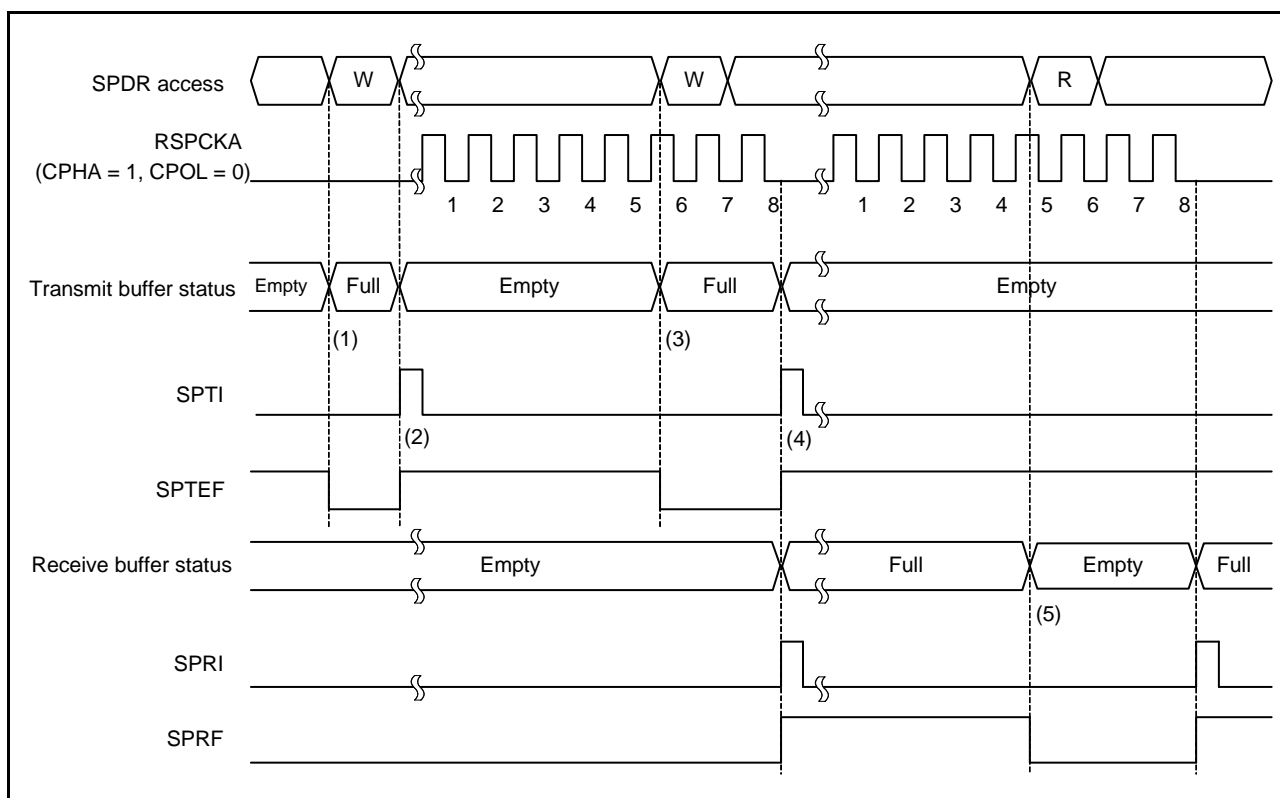 SPDR access W W R
RSPCKA
(CPHA = 1, CPOL = 0)
1 2 3 4 5 6 7 8 1 2 3 4 5 6 7 8
Transmit buffer status Empty Full Empty Full Empty
(1) (3)
SPTI
(2) (4)
SPTEF
Receive buffer status Empty Full Empty Full
(5)
SPRI
SPRF